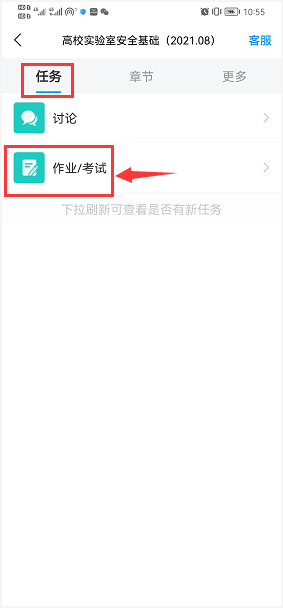 10:55
高校实验室安全基础（2021.08）
客服
任务
章节
更多
讨论
作业/考试
下拉刷新可查看是否有新任务